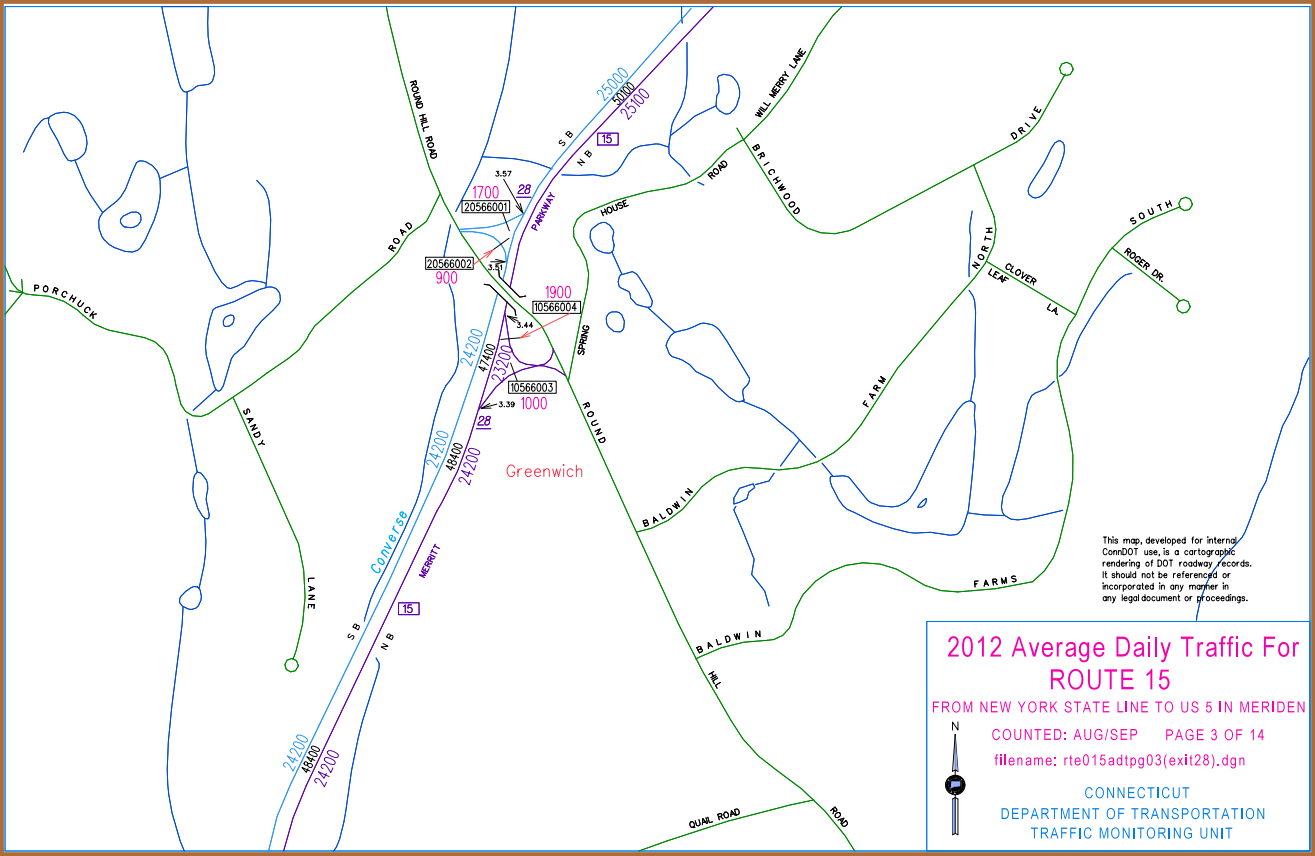 25000
50100
25100
SB
NB
15
ROUND HILL ROAD
WILL MERRY LANE
DRIVE
BRICHWOOD
ROAD
HOUSE
SPRING
3.57
28
1700
20566001
PARKWAY
20566002
900
3.51
1900
10566004
3.44
ROAD
PORCHUCK
NORTH
CLOVER
LEAF
LA.
SOUTH
ROGER DR.
24200
47400
23200
10566003
1000
3.39
28
FARM
SANDY
LANE
ROUND
24200
48400
24200
Greenwich
BALDWIN
Converse
MERRITT
15
SB
NB
FARMS
BALDWIN
HILL
24200
48400
24200
QUAIL ROAD
ROAD
This map, developed for internal
ConnDOT use, is a cartographic
rendering of DOT roadway records.
It should not be referenced or
incorporated in any manner in
any legal document or proceedings.
2012 Average Daily Traffic For
ROUTE 15
FROM NEW YORK STATE LINE TO US 5 IN MERIDEN
COUNTED: AUG/SEP PAGE 3 OF 14
filename: rte015adtpg03(exit28).dgn
N
CONNECTICUT
DEPARTMENT OF TRANSPORTATION
TRAFFIC MONITORING UNIT